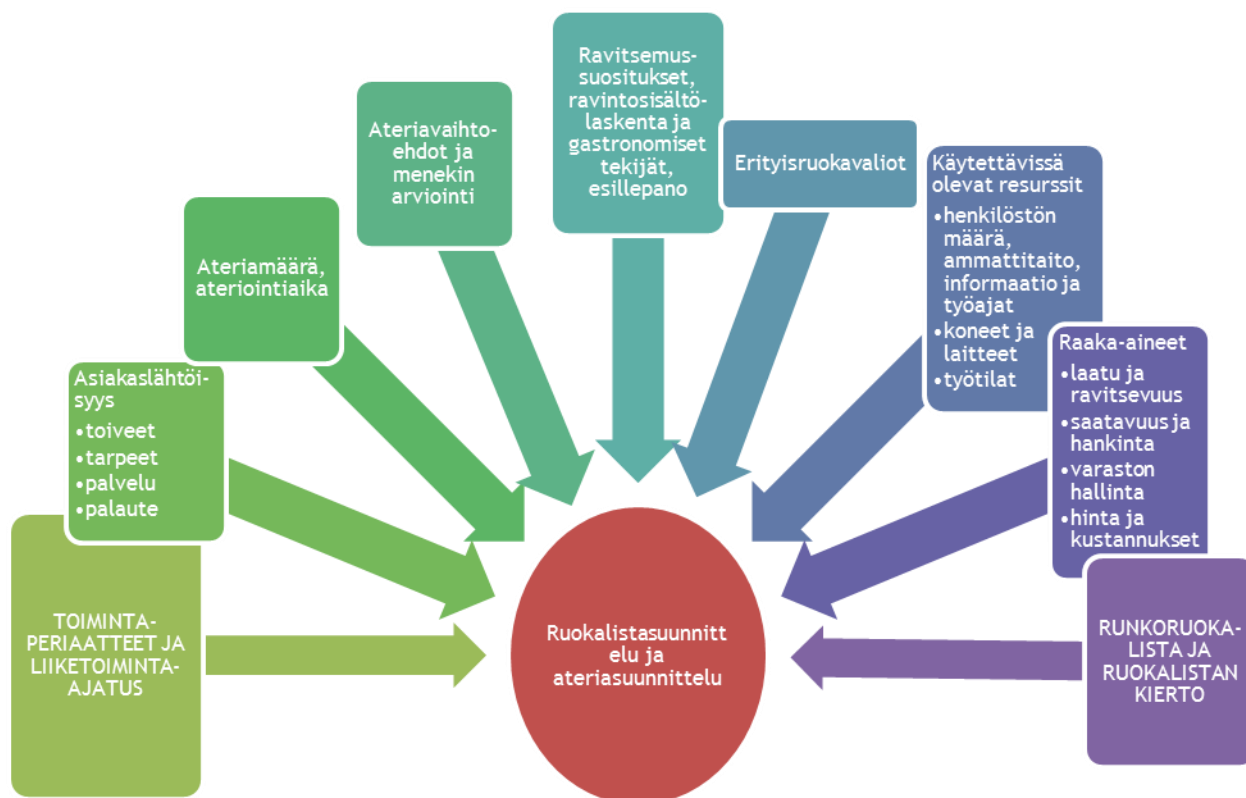 TOIMINTA-
PERIAATTEET JA
LIIKETOIMINTA-
AJATUS
Asiakaslähtöi-
syys
•toiveet
•tarpeet
•palvelu
•palaute
Ateriamäärä,
ateriointiaika
Ateriavaihto-
ehdot ja
menekin
arviointi
Ravitsemus-
suositukset,
ravintosisältö-
laskenta ja
gastronomiset
tekijät,
esillepano
Erityisruokavaliot
Käytettävissä
olevat resurssit
•henkilöstön
määrä,
ammattitaito,
informaatio ja
työajat
•koneet ja
laitteet
•työtilat
Raaka-aineet
•laatu ja
ravitsevuus
•saatavuus ja
hankinta
•varaston
hallinta
•hinta ja
kustannukset
RUNKORUOKA-
LISTA JA
RUOKALISTAN
KIERTO
Ruokalistasuunnitt
elu ja
ateriasuunnittelu